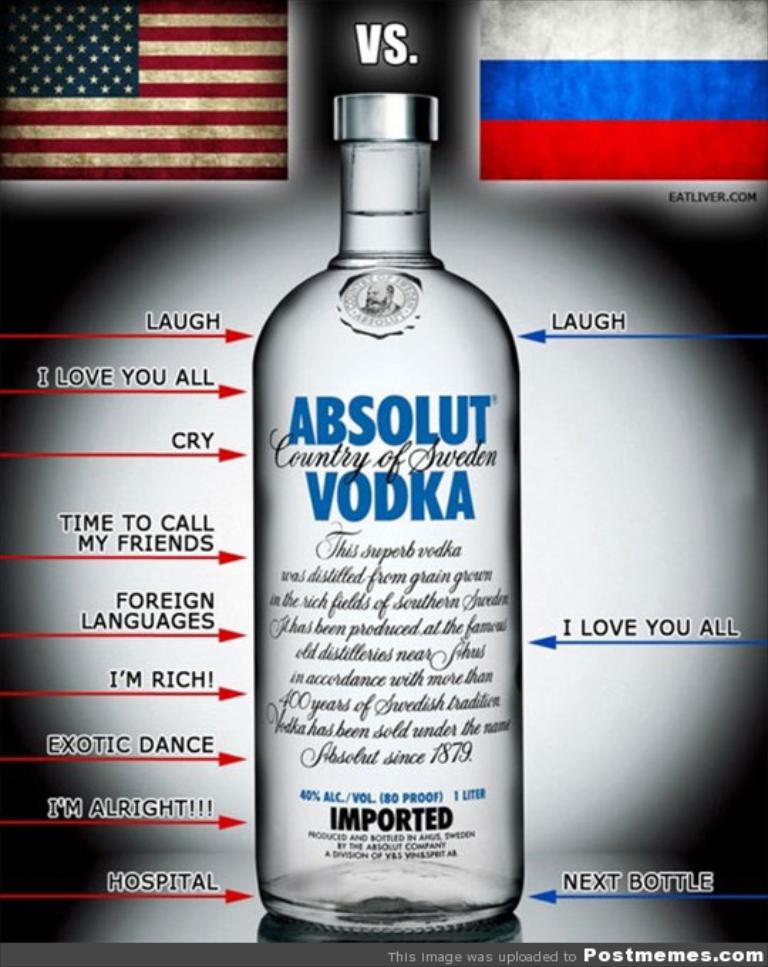 VS.
EATLIVER.COM
LAUGH
LAUGH
I LOVE YOU ALL
CRY
TIME TO CALL
MY FRIENDS
FOREIGN
LANGUAGES
I'M RICH!
EXOTIC DANCE
I'M ALRIGHT!!!
HOSPITAL
I LOVE YOU ALL
NEXT BOTTLE
COUNTRY OF SWEDEN
ABSOLUT
ABSOLUT®
Country of Sweden
VODKA
This superb vodka
was distilled from grain grown
in the rich fields of southern Sweden
It has been produced at the famous
old distilleries near Åhus
in accordance with more than
400 years of Swedish tradition
Vodka has been sold under the name
Absolut since 1879.
40% ALC./VOL. (80 PROOF) 1 LITER
IMPORTED
PRODUCED AND BOTTLED IN AHUS, SWEDEN
BY THE ABSOLUT COMPANY
A DIVISION OF V&S VIN&SPRIT AB.
This image was uploaded to Postmemes.com